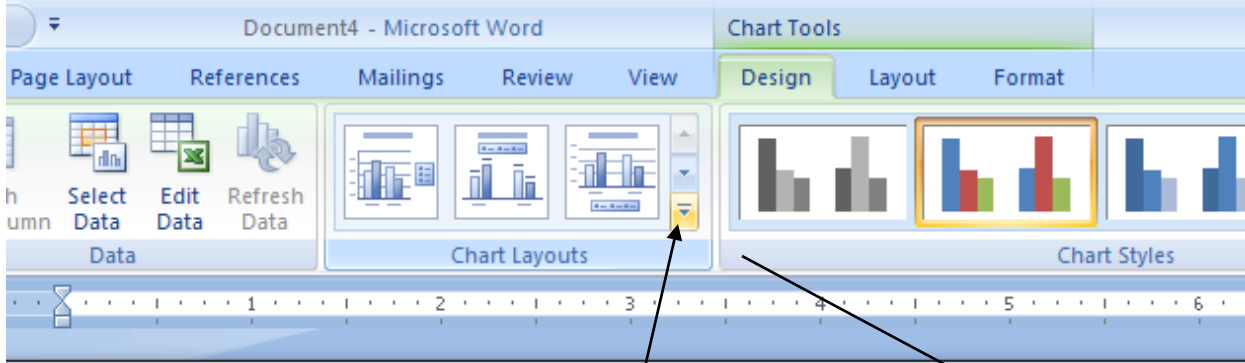 Document4 - Microsoft Word Chart Tools
Page Layout References Mailings Review View Design Layout Format
h Select Edit Refresh
umn Data Data Data
Data Chart Layouts Chart Styles
1 2 3 4 5 6